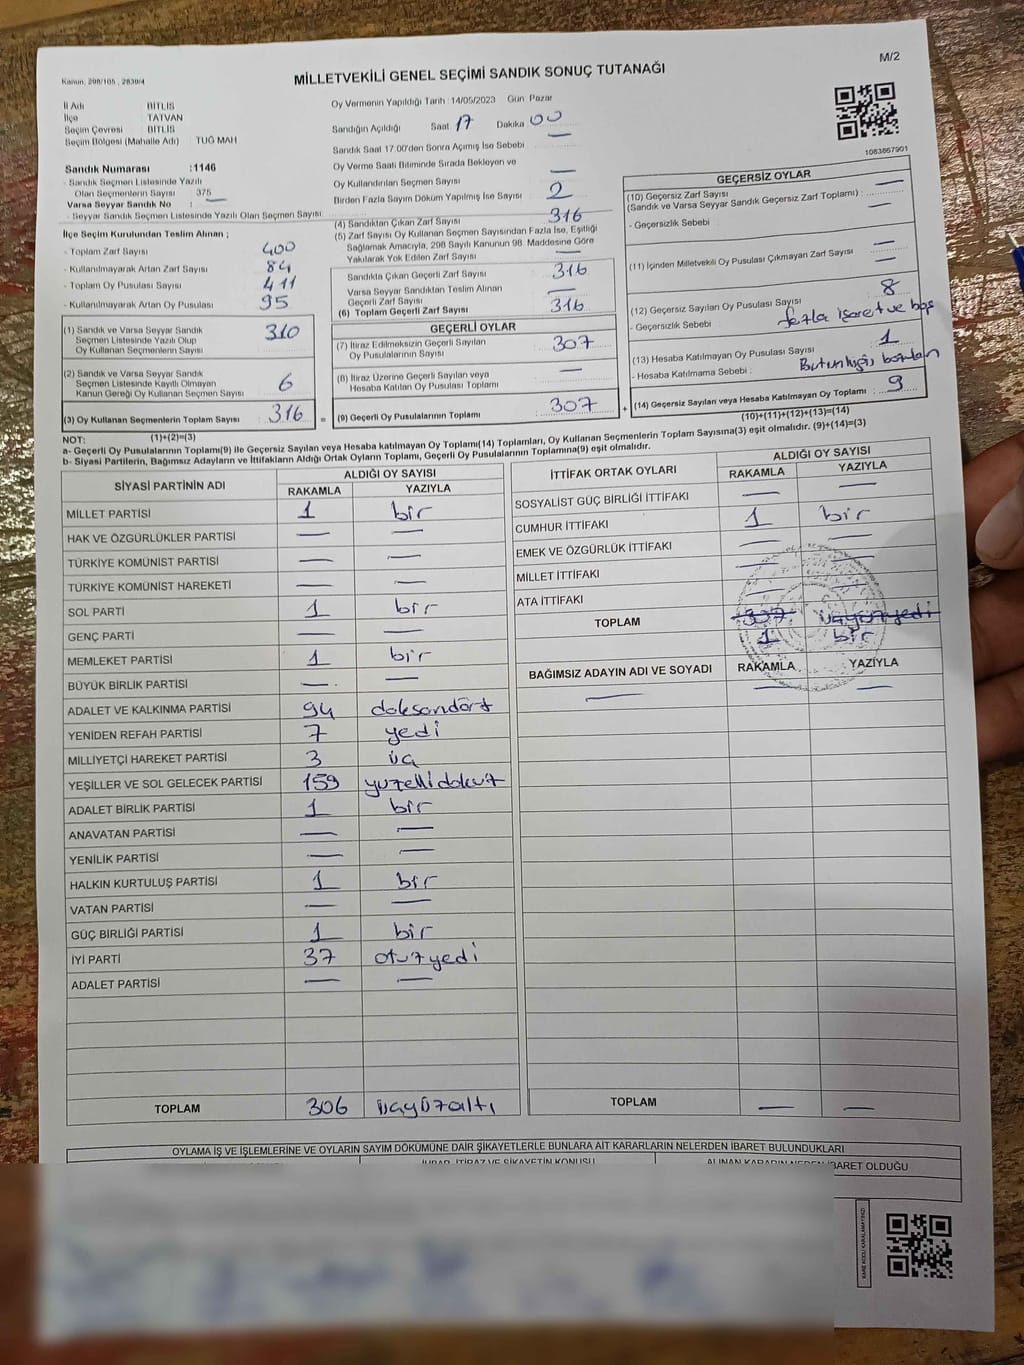 Kanun, 298/105 , 2839/4
MİLLETVEKİLİ GENEL SEÇİMİ SANDIK SONUÇ TUTANAĞI
M/2
İl Adı : BİTLİS
İlçe : TATVAN
Seçim Çevresi : BİTLİS
Seçim Bölgesi (Mahalle Adı) : TUĞ MAH
Sandık Numarası :1146
- Sandık Seçmen Listesinde Yazılı
Olan Seçmenlerin Sayısı : 375
Varsa Seyyar Sandık No : —
- Seyyar Sandık Seçmen Listesinde Yazılı Olan Seçmen Sayısı:
İlçe Seçim Kurulundan Teslim Alınan ;
- Toplam Zarf Sayısı : 400
- Kullanılmayarak Artan Zarf Sayısı : 84
- Toplam Oy Pusulası Sayısı : 411
- Kullanılmayarak Artan Oy Pusulası : 95
(1) Sandık ve Varsa Seyyar Sandık
Seçmen Listesinde Yazılı Olup
Oy Kullanan Seçmenlerin Sayısı : 310
(2) Sandık ve Varsa Seyyar Sandık
Seçmen Listesinde Kayıtlı Olmayan
Kanun Gereği Oy Kullanan Seçmen Sayısı : 6
(3) Oy Kullanan Seçmenlerin Toplam Sayısı : 316 =
(1)+(2)=(3)
Oy Vermenin Yapıldığı Tarih :14/05/2023 Gün Pazar
Sandığın Açıldığı Saat 17 Dakika 00
Sandık Saat 17.00'den Sonra Açımış İse Sebebi —
Oy Verme Saati Bitiminde Sırada Bekleyen ve
Oy Kullandırılan Seçmen Sayısı —
Birden Fazla Sayım Döküm Yapılmış İse Sayısı 2
(4) Sandıktan Çıkan Zarf Sayısı 316
(5) Zarf Sayısı Oy Kullanan Seçmen Sayısından Fazla İse, Eşitliği
Sağlamak Amacıyla, 298 Sayılı Kanunun 98. Maddesine Göre
Yakılarak Yok Edilen Zarf Sayısı : —
Sandıkta Çıkan Geçerli Zarf Sayısı : 316
Varsa Seyyar Sandıktan Teslim Alınan
Geçerli Zarf Sayısı : —
(6) Toplam Geçerli Zarf Sayısı : 316
GEÇERLİ OYLAR
(7) İtiraz Edilmeksizin Geçerli Sayılan
Oy Pusulasının Sayısı : 307
(8) İtiraz Üzerine Geçerli Sayılan veya
Hesaba Katılan Oy Pusulası Toplamı : —
(9) Geçerli Oy Pusulalarının Toplamı : 307 +
1083867901
GEÇERSİZ OYLAR
(10) Geçersiz Zarf Sayısı
(Sandık ve Varsa Seyyar Sandık Geçersiz Zarf Toplamı) : —
- Geçersizlik Sebebi : —
(11) İçinden Milletvekili Oy Pusulası Çıkmayan Zarf Sayısı : —
(12) Geçersiz Sayılan Oy Pusulası Sayısı : 8
- Geçersizlik Sebebi : fazla işaret ve boş
(13) Hesaba Katılmayan Oy Pusulası Sayısı : 1
- Hesaba Katılmama Sebebi :
(14) Geçersiz Sayılan veya Hesaba Katılmayan Oy Toplamı : 9
(10)+(11)+(12)+(13)=(14)
NOT:
a- Geçerli Oy Pusulalarının Toplamı(9) ile Geçersiz Sayılan veya Hesaba katılmayan Oy Toplamı(14) Toplamları, Oy Kullanan Seçmenlerin Toplam Sayısına(3) eşit olmalıdır. (9)+(14)=(3)
b- Siyasi Partilerin, Bağımsız Adayların ve İttifakların Aldığı Ortak Oyların Toplamı, Geçerli Oy Pusulalarının Toplamına(9) eşit olmalıdır.
SİYASİ PARTİNİN ADI ALDIĞI OY SAYISI
RAKAMLA YAZIYLA
MİLLET PARTİSİ 1 bir
HAK VE ÖZGÜRLÜKLER PARTİSİ — —
TÜRKİYE KOMÜNİST PARTİSİ — —
TÜRKİYE KOMÜNİST HAREKETİ — —
SOL PARTİ 1 bir
GENÇ PARTİ — —
MEMLEKET PARTİSİ 1 bir
BÜYÜK BİRLİK PARTİSİ — —
ADALET VE KALKINMA PARTİSİ 94 doksandört
YENİDEN REFAH PARTİSİ 7 yedi
MİLLİYETÇİ HAREKET PARTİSİ 3 üç
YEŞİLLER VE SOL GELECEK PARTİSİ 159 yüzellidokuz
ADALET BİRLİK PARTİSİ 1 bir
ANAVATAN PARTİSİ — —
YENİLİK PARTİSİ — —
HALKIN KURTULUŞ PARTİSİ 1 bir
VATAN PARTİSİ — —
GÜÇ BİRLİĞİ PARTİSİ 1 bir
İYİ PARTİ 37 otuzyedi
ADALET PARTİSİ — —
TOPLAM 306 üçyüzaltı
İTTİFAK ORTAK OYLARI ALDIĞI OY SAYISI
RAKAMLA YAZIYLA
SOSYALİST GÜÇ BİRLİĞİ İTTİFAKI — —
CUMHUR İTTİFAKI 1 bir
EMEK VE ÖZGÜRLÜK İTTİFAKI — —
MİLLET İTTİFAKI
ATA İTTİFAKI
TOPLAM 307 üçyüzyedi
1 bir
BAĞIMSIZ ADAYIN ADI VE SOYADI RAKAMLA YAZIYLA
— — —
TOPLAM — —
OYLAMA İŞ VE İŞLEMLERİNE VE OYLARIN SAYIM DÖKÜMÜNE DAİR ŞİKAYETLERLE BUNLARA AİT KARARLARIN NELERDEN İBARET BULUNDUKLARI
İHBAR, İTİRAZ VE ŞİKAYETİN KONUSU ALINAN KARARIN NEDEN İBARET OLDUĞU
KARE KODU KARALAMAYINIZ!